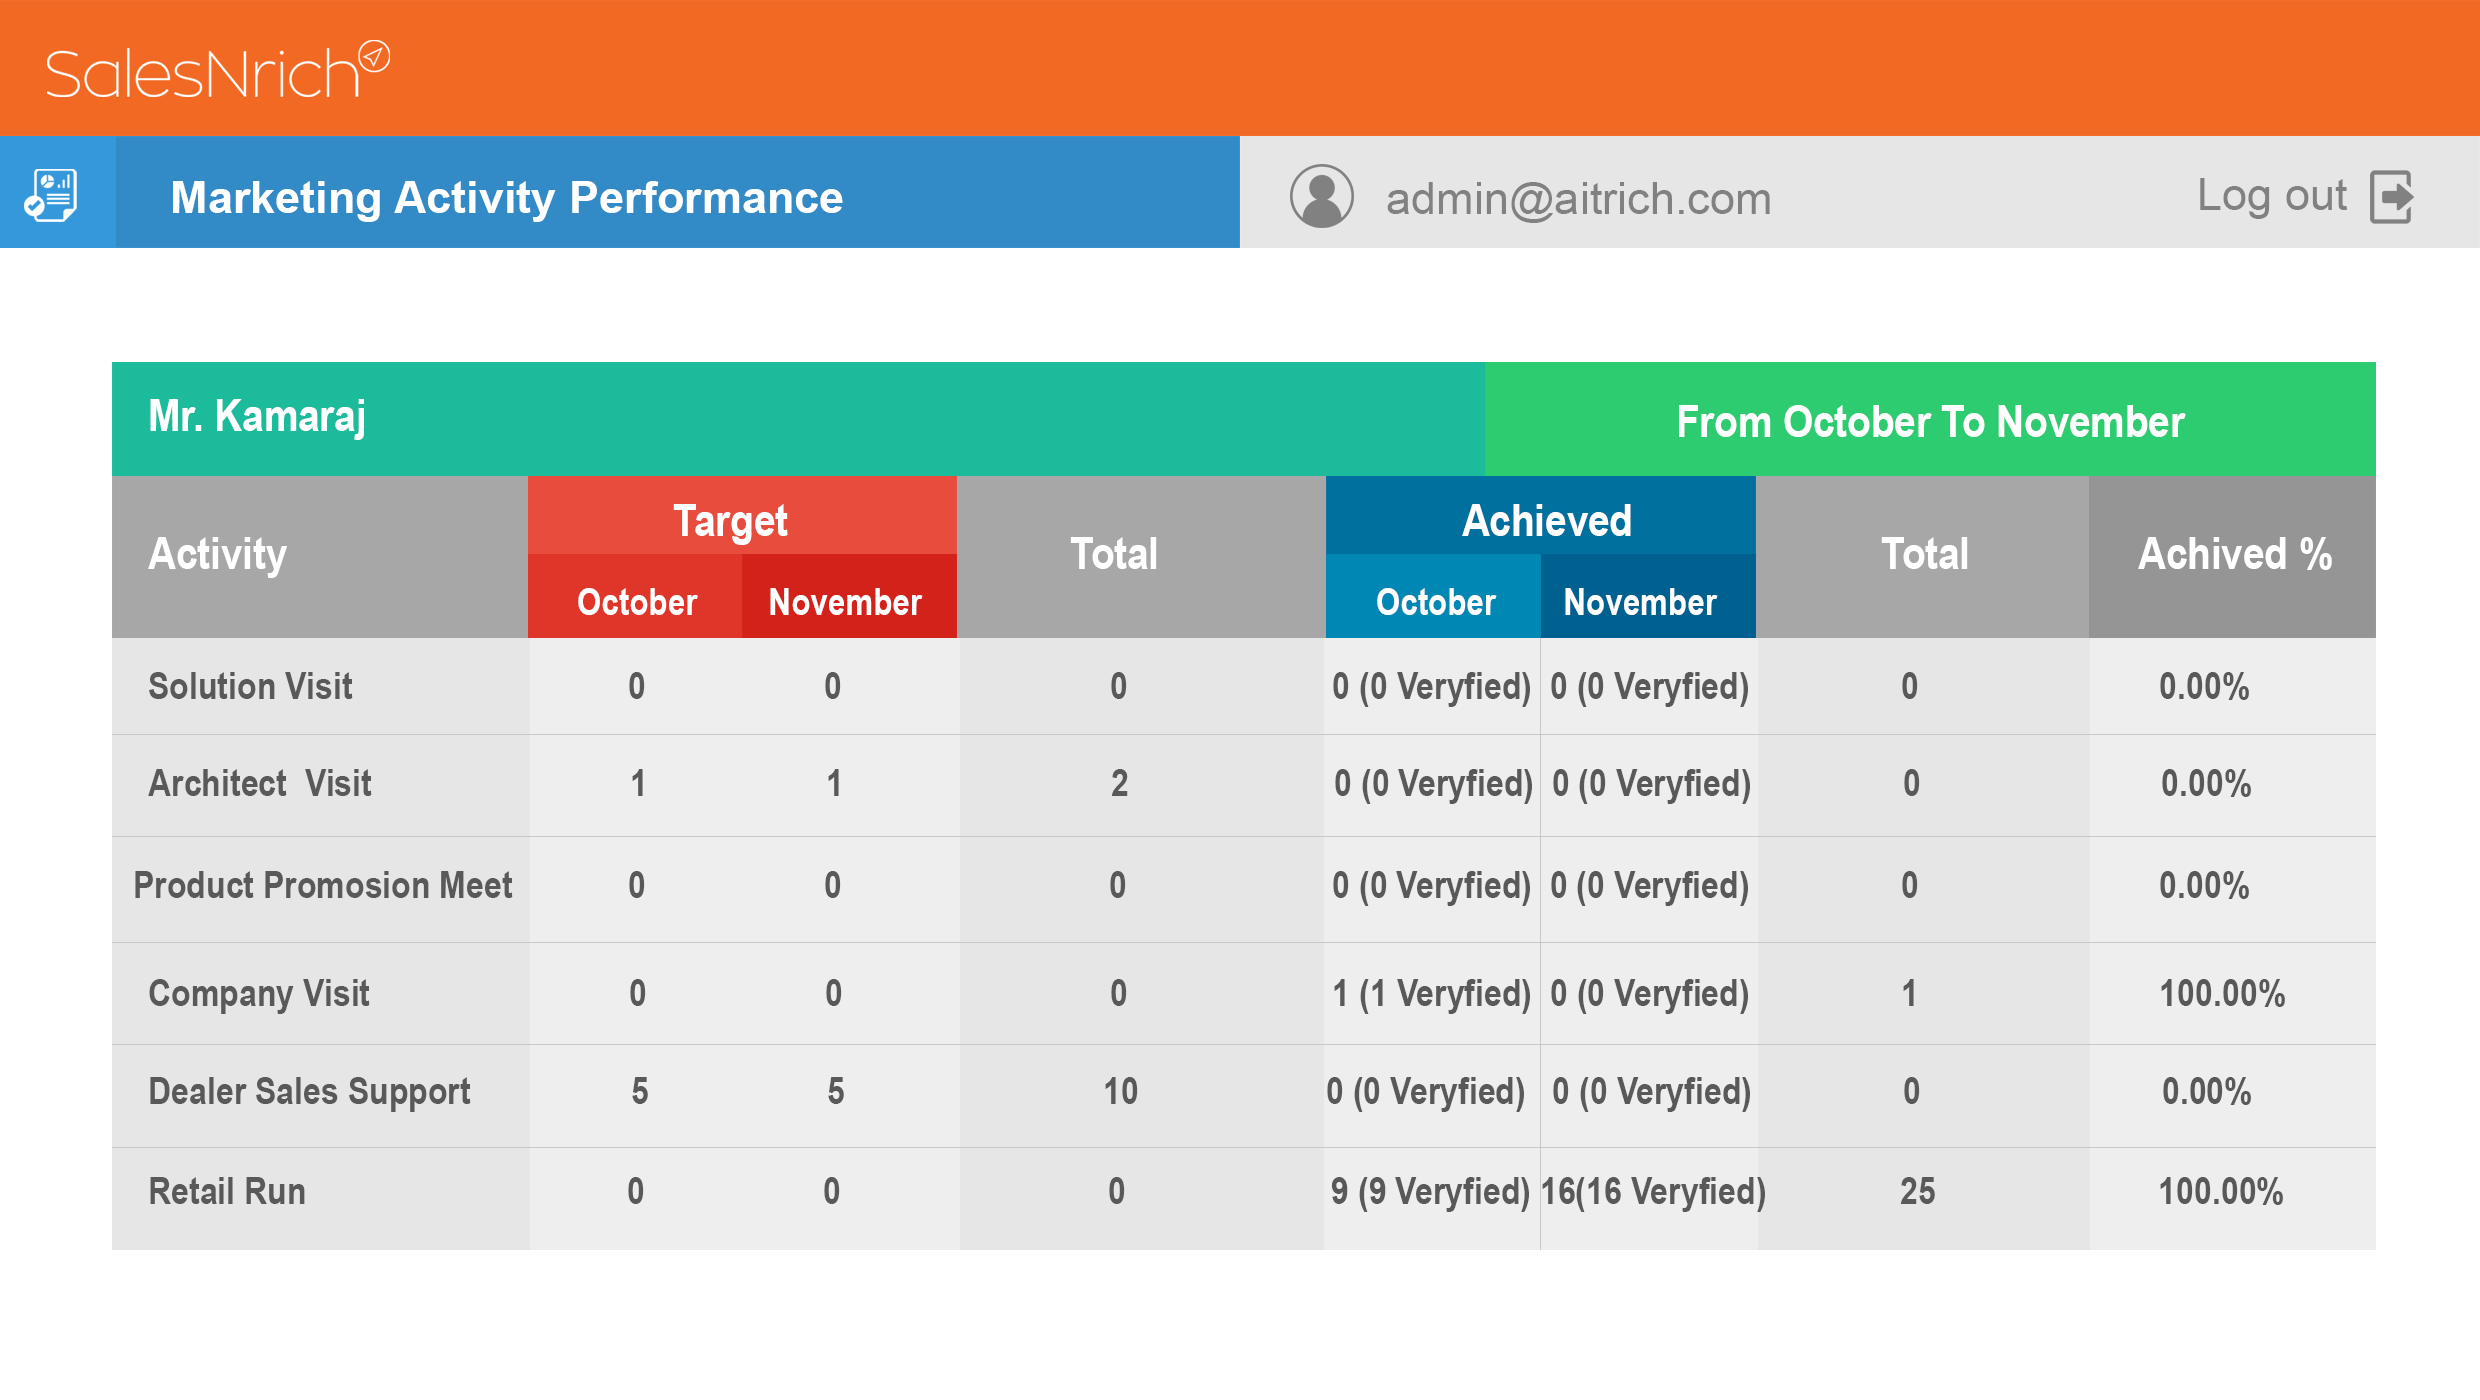 SalesNrich
Marketing Activity Performance
admin@aitrich.com
Log out
Mr. Kamaraj
From October To November
Activity
Target
Total
Achieved
Total
Achived %
October November
October November
Solution Visit 0 0 0 0 (0 Veryfied) 0 (0 Veryfied) 0 0.00%
Architect Visit 1 1 2 0 (0 Veryfied) 0 (0 Veryfied) 0 0.00%
Product Promosion Meet 0 0 0 0 (0 Veryfied) 0 (0 Veryfied) 0 0.00%
Company Visit 0 0 0 1 (1 Veryfied) 0 (0 Veryfied) 1 100.00%
Dealer Sales Support 5 5 10 0 (0 Veryfied) 0 (0 Veryfied) 0 0.00%
Retail Run 0 0 0 9 (9 Veryfied) 16(16 Veryfied) 25 100.00%